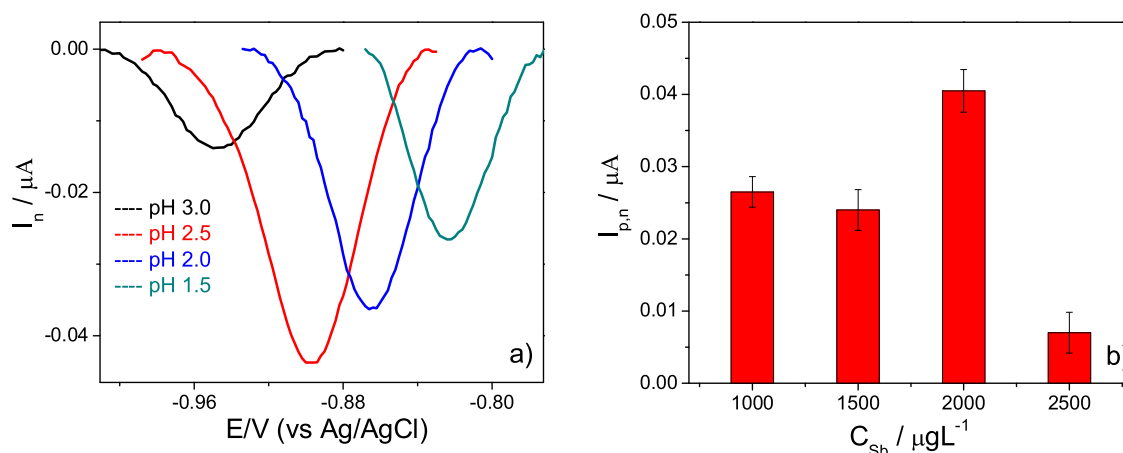 0.00
-0.02
-0.04
I_n / μA
---- pH 3.0
---- pH 2.5
---- pH 2.0
---- pH 1.5
a)
-0.96
-0.88
-0.80
E/V (vs Ag/AgCl)
0.05
0.04
0.03
0.02
0.01
0.00
I_p,n / μA
b)
1000
1500
2000
2500
C_Sb / μgL⁻¹